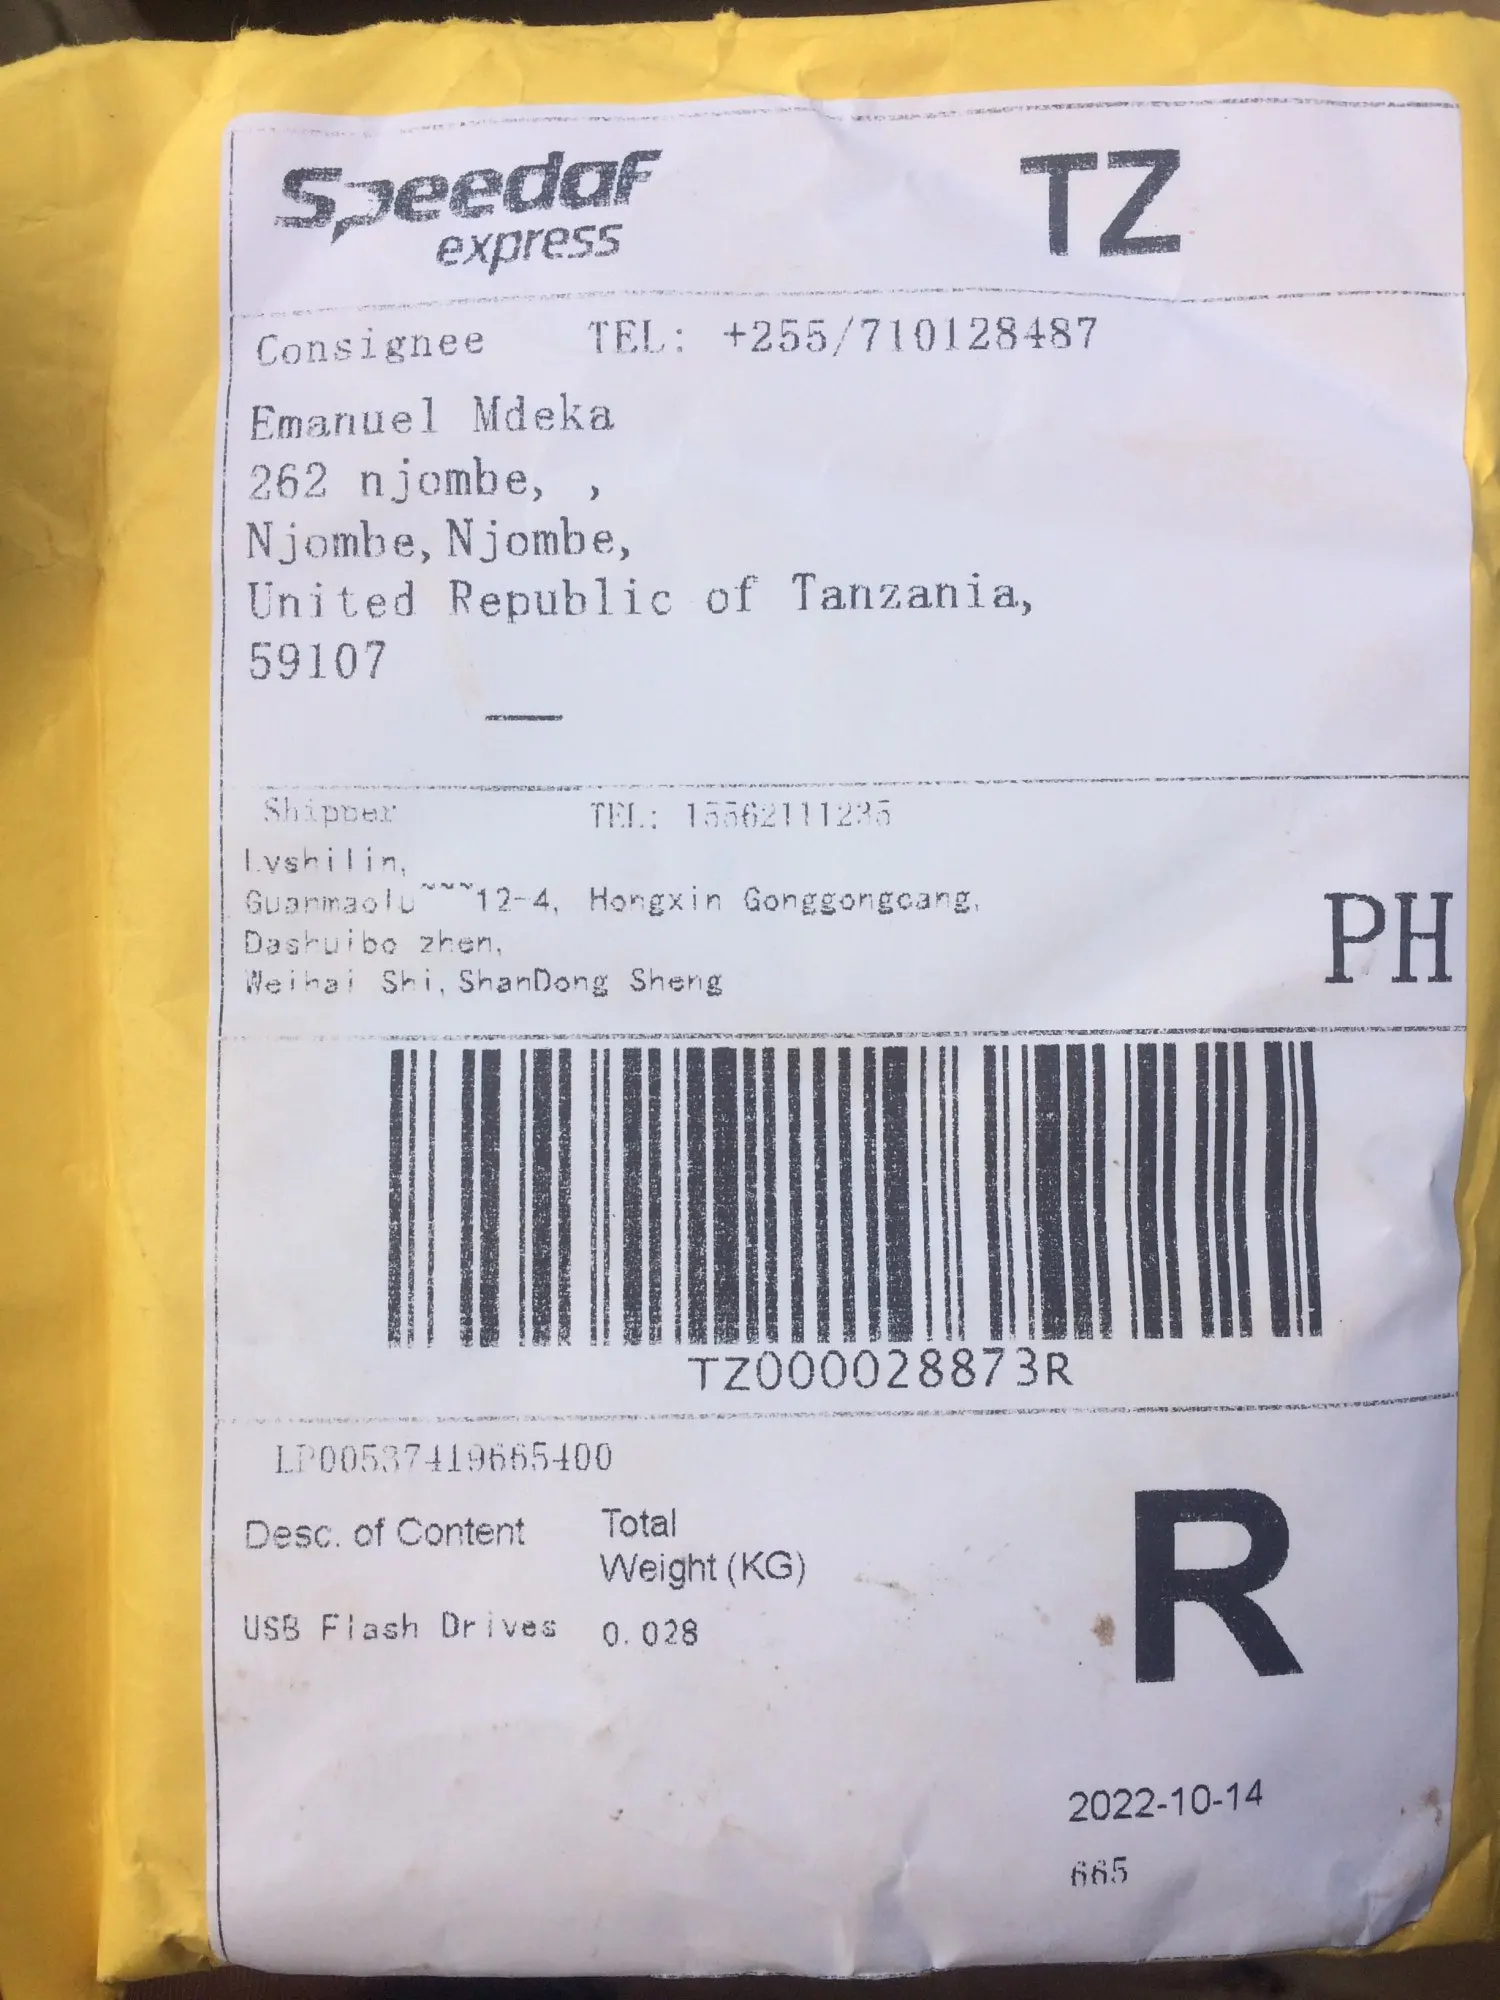 Speedaf
express
TZ
Consignee TEL: +255/710128487
Emanuel Mdeka
262 njombe, ,
Njombe,Njombe,
United Republic of Tanzania,
59107
Shipper TEL: 15562111235
Lvshilin,
Guanmaolu~~~12-4, Hongxin Gonggongcang,
Dashuibo zhen,
Weihai Shi,ShanDong Sheng
PH
TZ000028873R
LP00537419665400
Desc. of Content Total
Weight (KG)
USB Flash Drives 0.028
R
2022-10-14
665